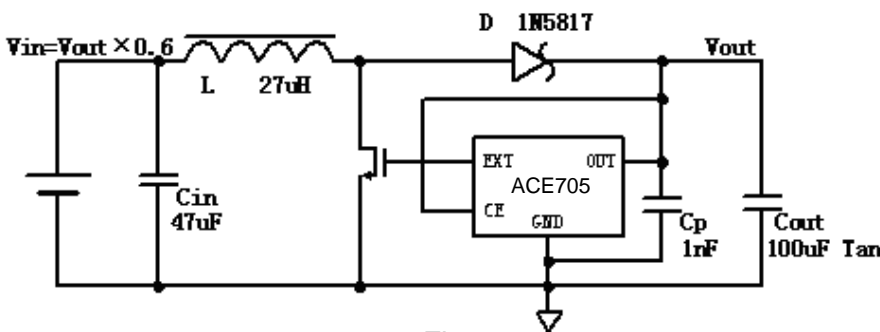 D 1N5817
Vin=Vout×0.6
Vout
L 27uH
EXT OUT
ACE705
CE
GND
Cin
47uF
Cp
1nF
Cout
100uF Tan